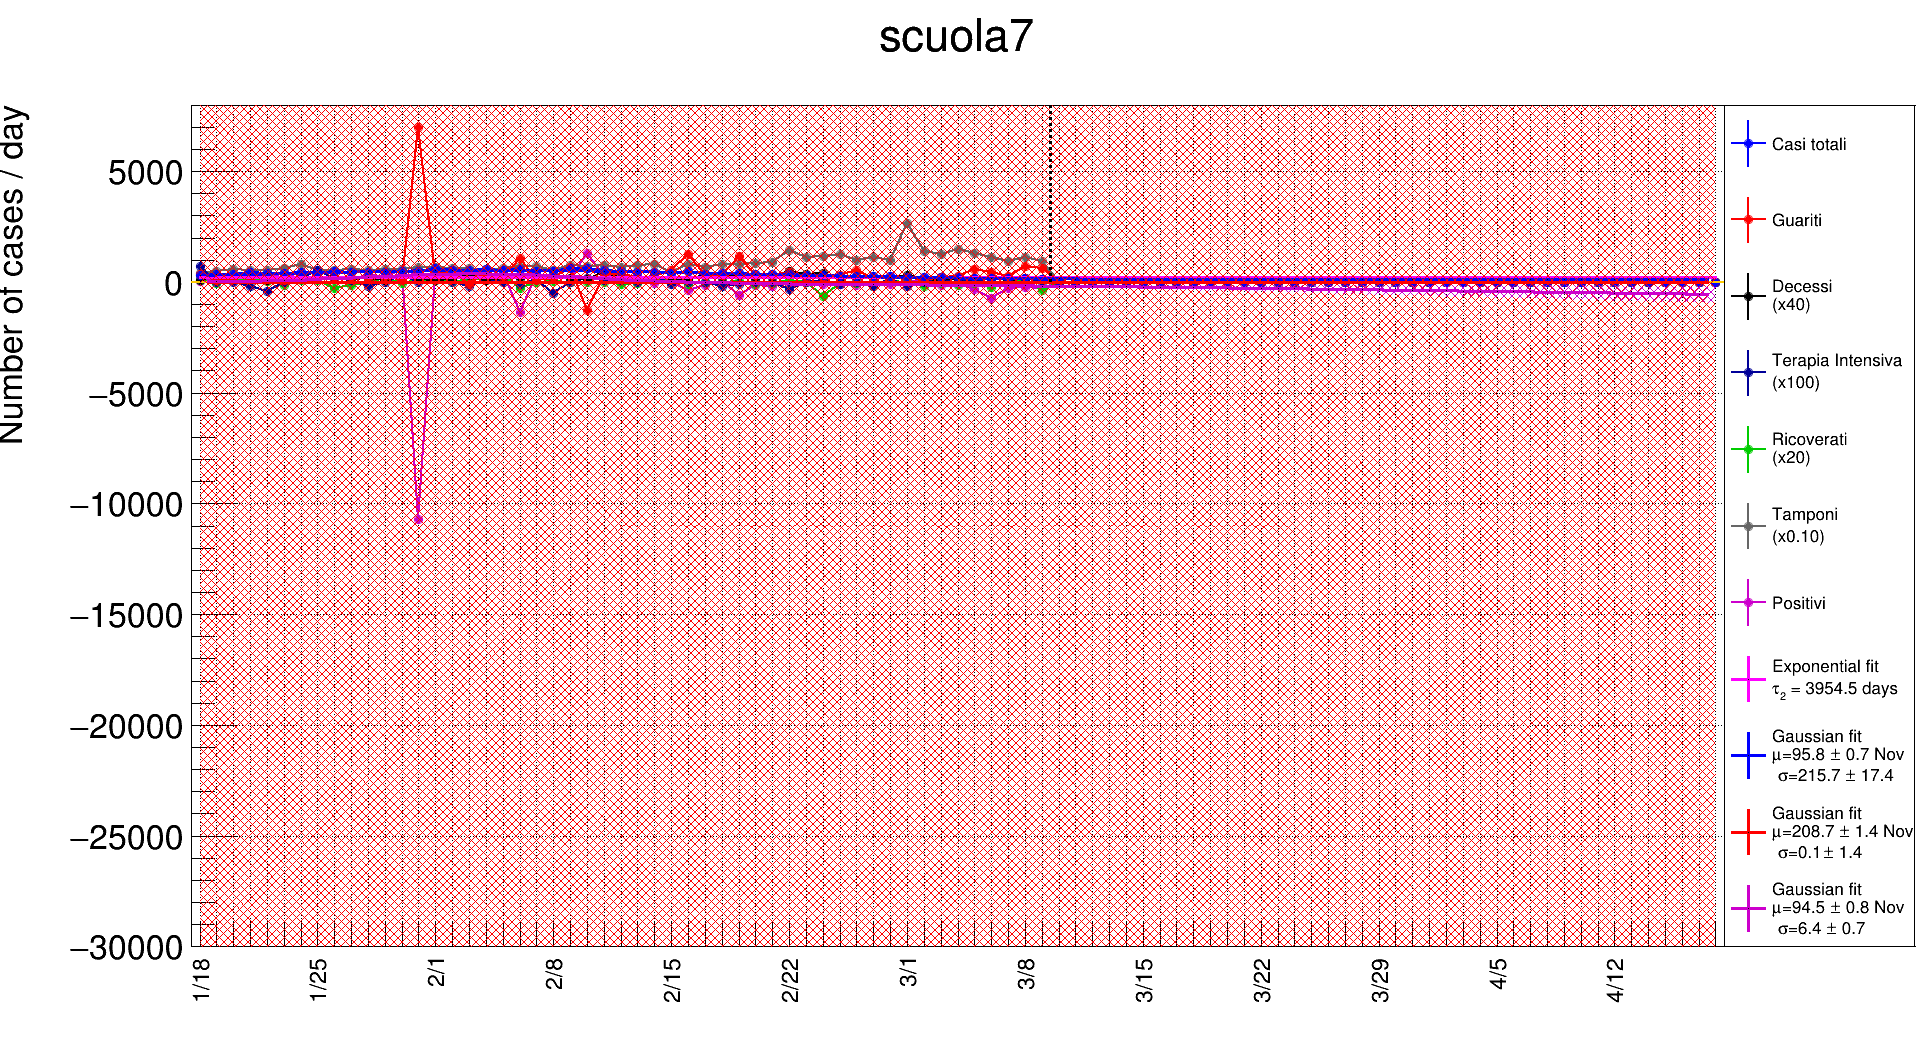 scuola7
Number of cases / day
5000
0
−5000
−10000
−15000
−20000
−25000
−30000
1/18
1/25
2/1
2/8
2/15
2/22
3/1
3/8
3/15
3/22
3/29
4/5
4/12
Casi totali
Guariti
Decessi
(x40)
Terapia Intensiva
(x100)
Ricoverati
(x20)
Tamponi
(x0.10)
Positivi
Exponential fit
τ2 = 3954.5 days
Gaussian fit
μ=95.8 ± 0.7 Nov
σ=215.7 ± 17.4
Gaussian fit
μ=208.7 ± 1.4 Nov
σ=0.1 ± 1.4
Gaussian fit
μ=94.5 ± 0.8 Nov
σ=6.4 ± 0.7